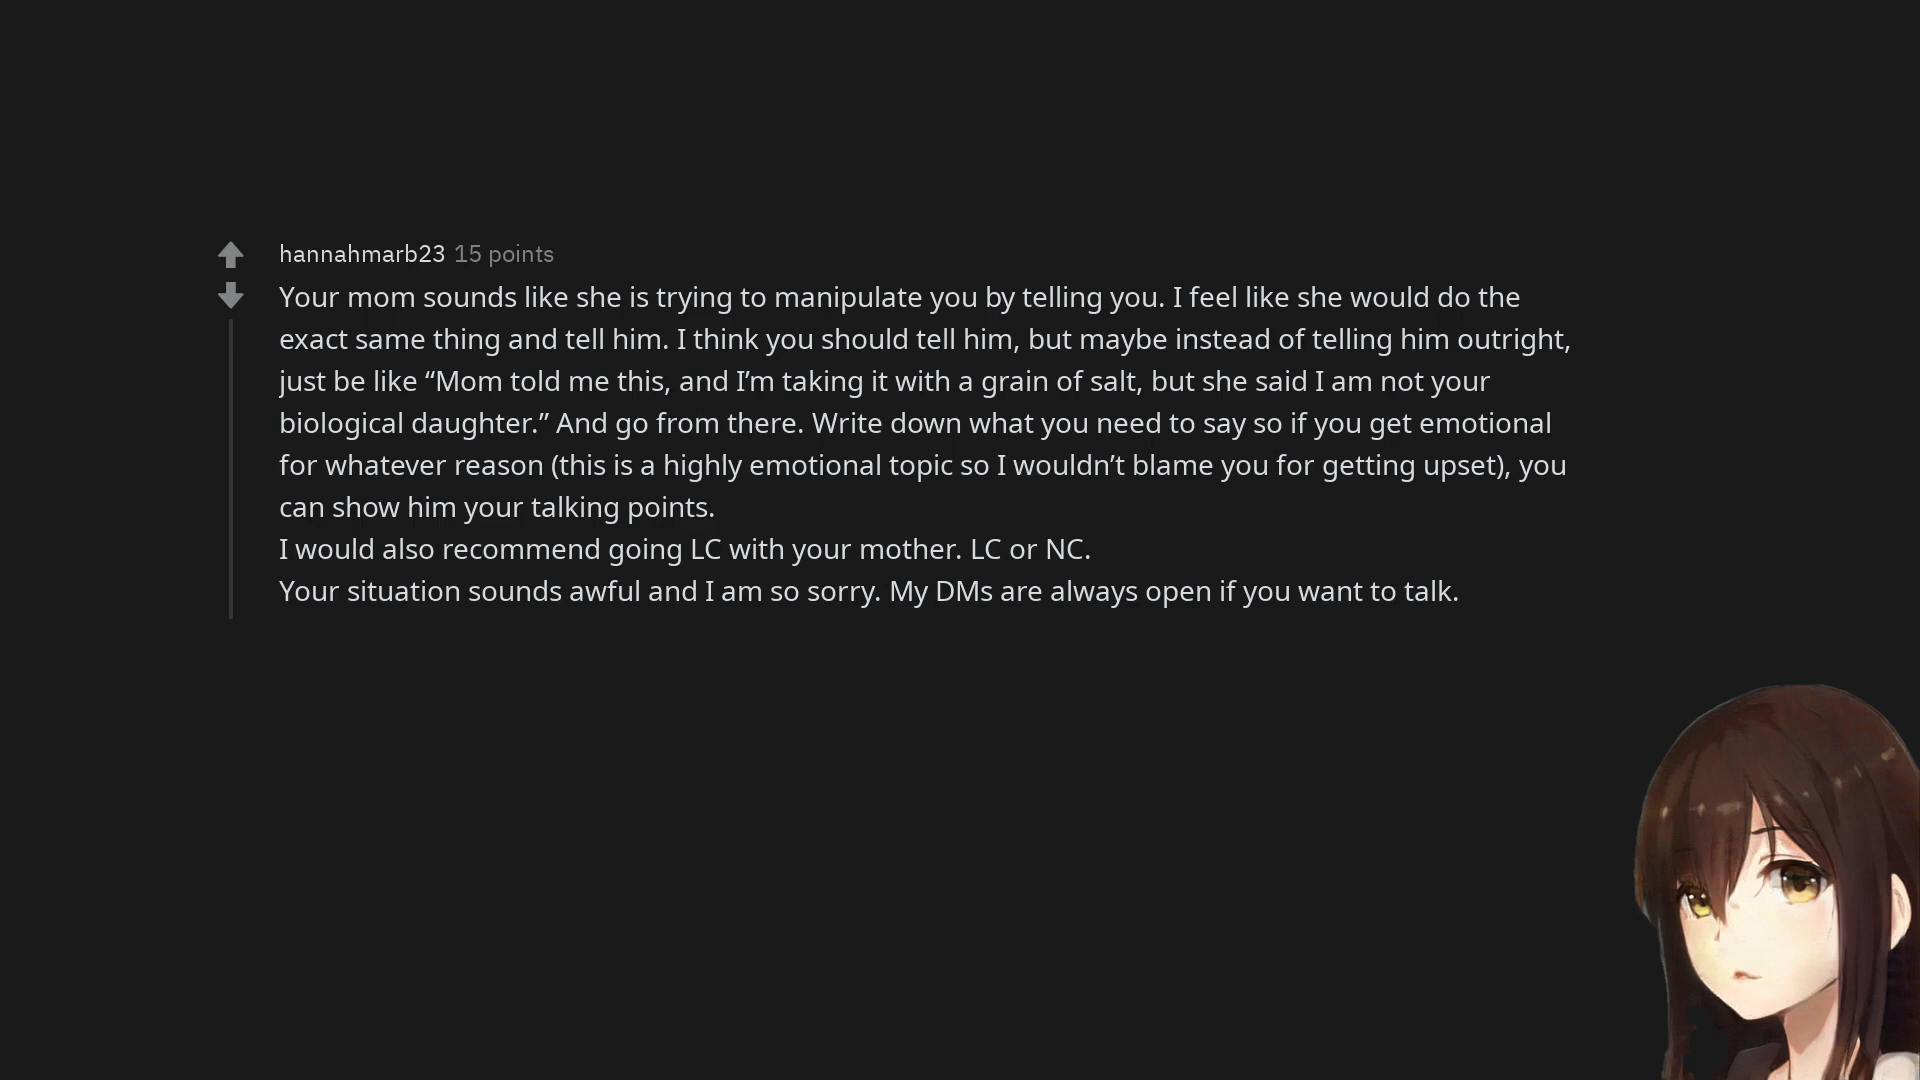 hannahmarb23 15 points
Your mom sounds like she is trying to manipulate you by telling you. I feel like she would do the
exact same thing and tell him. I think you should tell him, but maybe instead of telling him outright,
just be like “Mom told me this, and I’m taking it with a grain of salt, but she said I am not your
biological daughter.” And go from there. Write down what you need to say so if you get emotional
for whatever reason (this is a highly emotional topic so I wouldn’t blame you for getting upset), you
can show him your talking points.
I would also recommend going LC with your mother. LC or NC.
Your situation sounds awful and I am so sorry. My DMs are always open if you want to talk.